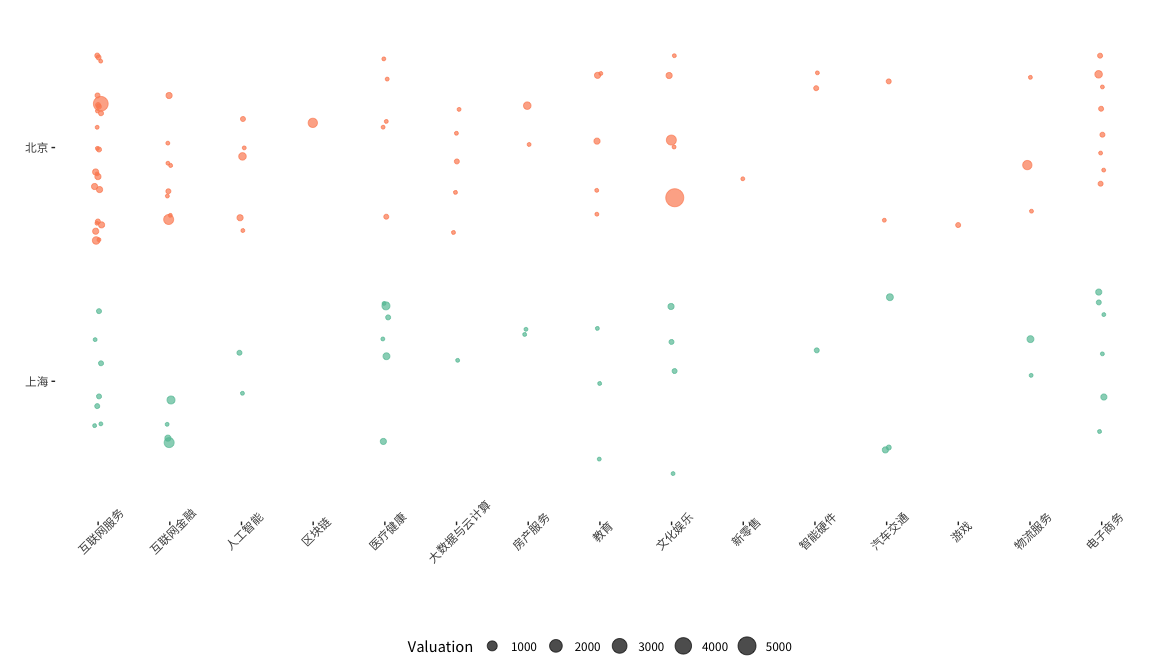 北京
上海
互联网服务
互联网金融
人工智能
区块链
医疗健康
大数据与云计算
房产服务
教育
文化娱乐
新零售
智能硬件
汽车交通
游戏
物流服务
电子商务
Valuation 1000 2000 3000 4000 5000